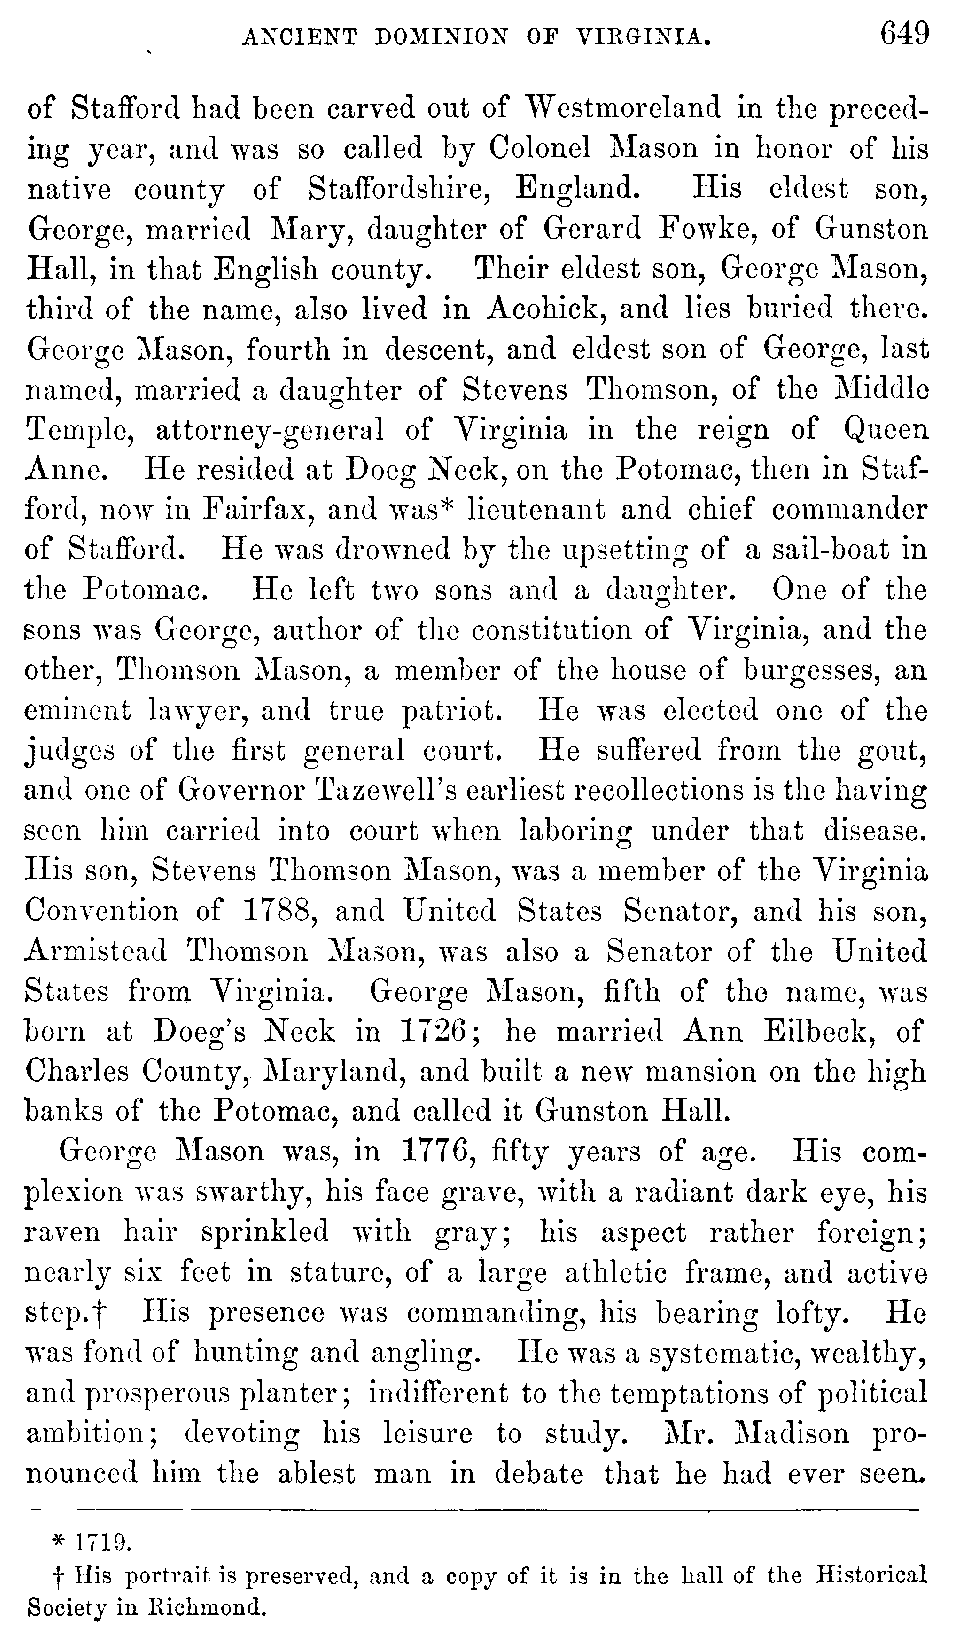 ANCIENT DOMINION OF VIRGINIA. 649
of Stafford had been carved out of Westmoreland in the preced-
ing year, and was so called by Colonel Mason in honor of his
native county of Staffordshire, England. His eldest son,
George, married Mary, daughter of Gerard Fowke, of Gunston
Hall, in that English county. Their eldest son, George Mason,
third of the name, also lived in Acohick, and lies buried there.
George Mason, fourth in descent, and eldest son of George, last
named, married a daughter of Stevens Thomson, of the Middle
Temple, attorney-general of Virginia in the reign of Queen
Anne. He resided at Doeg Neck, on the Potomac, then in Staf-
ford, now in Fairfax, and was* lieutenant and chief commander
of Stafford. He was drowned by the upsetting of a sail-boat in
the Potomac. He left two sons and a daughter. One of the
sons was George, author of the constitution of Virginia, and the
other, Thomson Mason, a member of the house of burgesses, an
eminent lawyer, and true patriot. He was elected one of the
judges of the first general court. He suffered from the gout,
and one of Governor Tazewell's earliest recollections is the having
seen him carried into court when laboring under that disease.
His son, Stevens Thomson Mason, was a member of the Virginia
Convention of 1788, and United States Senator, and his son,
Armistead Thomson Mason, was also a Senator of the United
States from Virginia. George Mason, fifth of the name, was
born at Doeg's Neck in 1726; he married Ann Eilbeck, of
Charles County, Maryland, and built a new mansion on the high
banks of the Potomac, and called it Gunston Hall.
George Mason was, in 1776, fifty years of age. His com-
plexion was swarthy, his face grave, with a radiant dark eye, his
raven hair sprinkled with gray; his aspect rather foreign;
nearly six feet in stature, of a large athletic frame, and active
step.† His presence was commanding, his bearing lofty. He
was fond of hunting and angling. He was a systematic, wealthy,
and prosperous planter; indifferent to the temptations of political
ambition; devoting his leisure to study. Mr. Madison pro-
nounced him the ablest man in debate that he had ever seen.
* 1719.
† His portrait is preserved, and a copy of it is in the hall of the Historical
Society in Richmond.